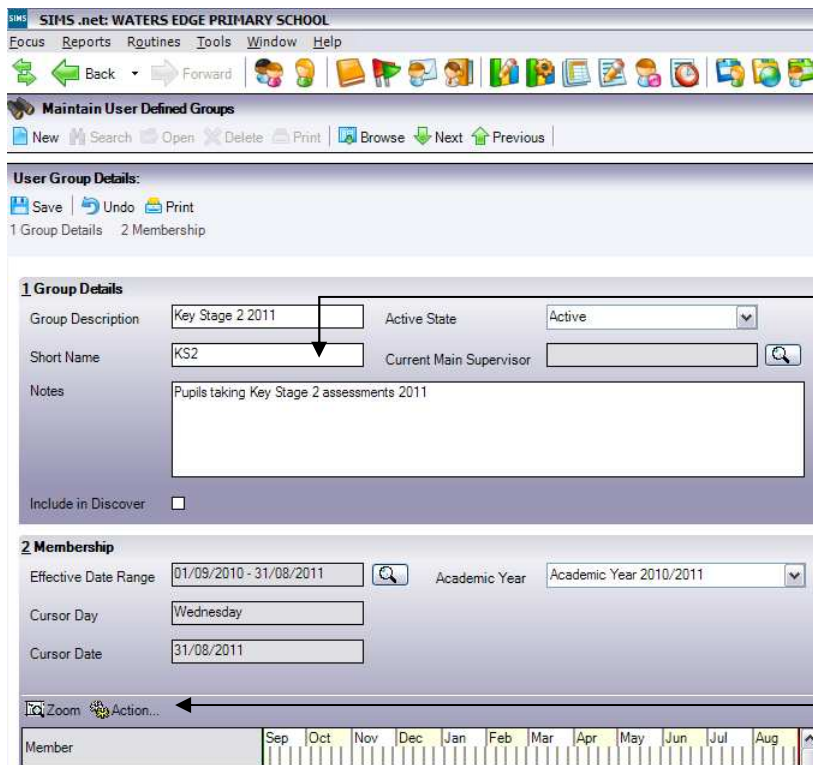 SIMS SIMS .net: WATERS EDGE PRIMARY SCHOOL
Focus Reports Routines Tools Window Help
Back Forward
Maintain User Defined Groups
New Search Open Delete Print Browse Next Previous
User Group Details:
Save Undo Print
1 Group Details 2 Membership
1 Group Details
Group Description Key Stage 2 2011 Active State Active
Short Name KS2 Current Main Supervisor
Notes Pupils taking Key Stage 2 assessments 2011
Include in Discover
2 Membership
Effective Date Range 01/09/2010 - 31/08/2011 Academic Year Academic Year 2010/2011
Cursor Day Wednesday
Cursor Date 31/08/2011
Zoom Action...
Member Sep Oct Nov Dec Jan Feb Mar Apr May Jun Jul Aug